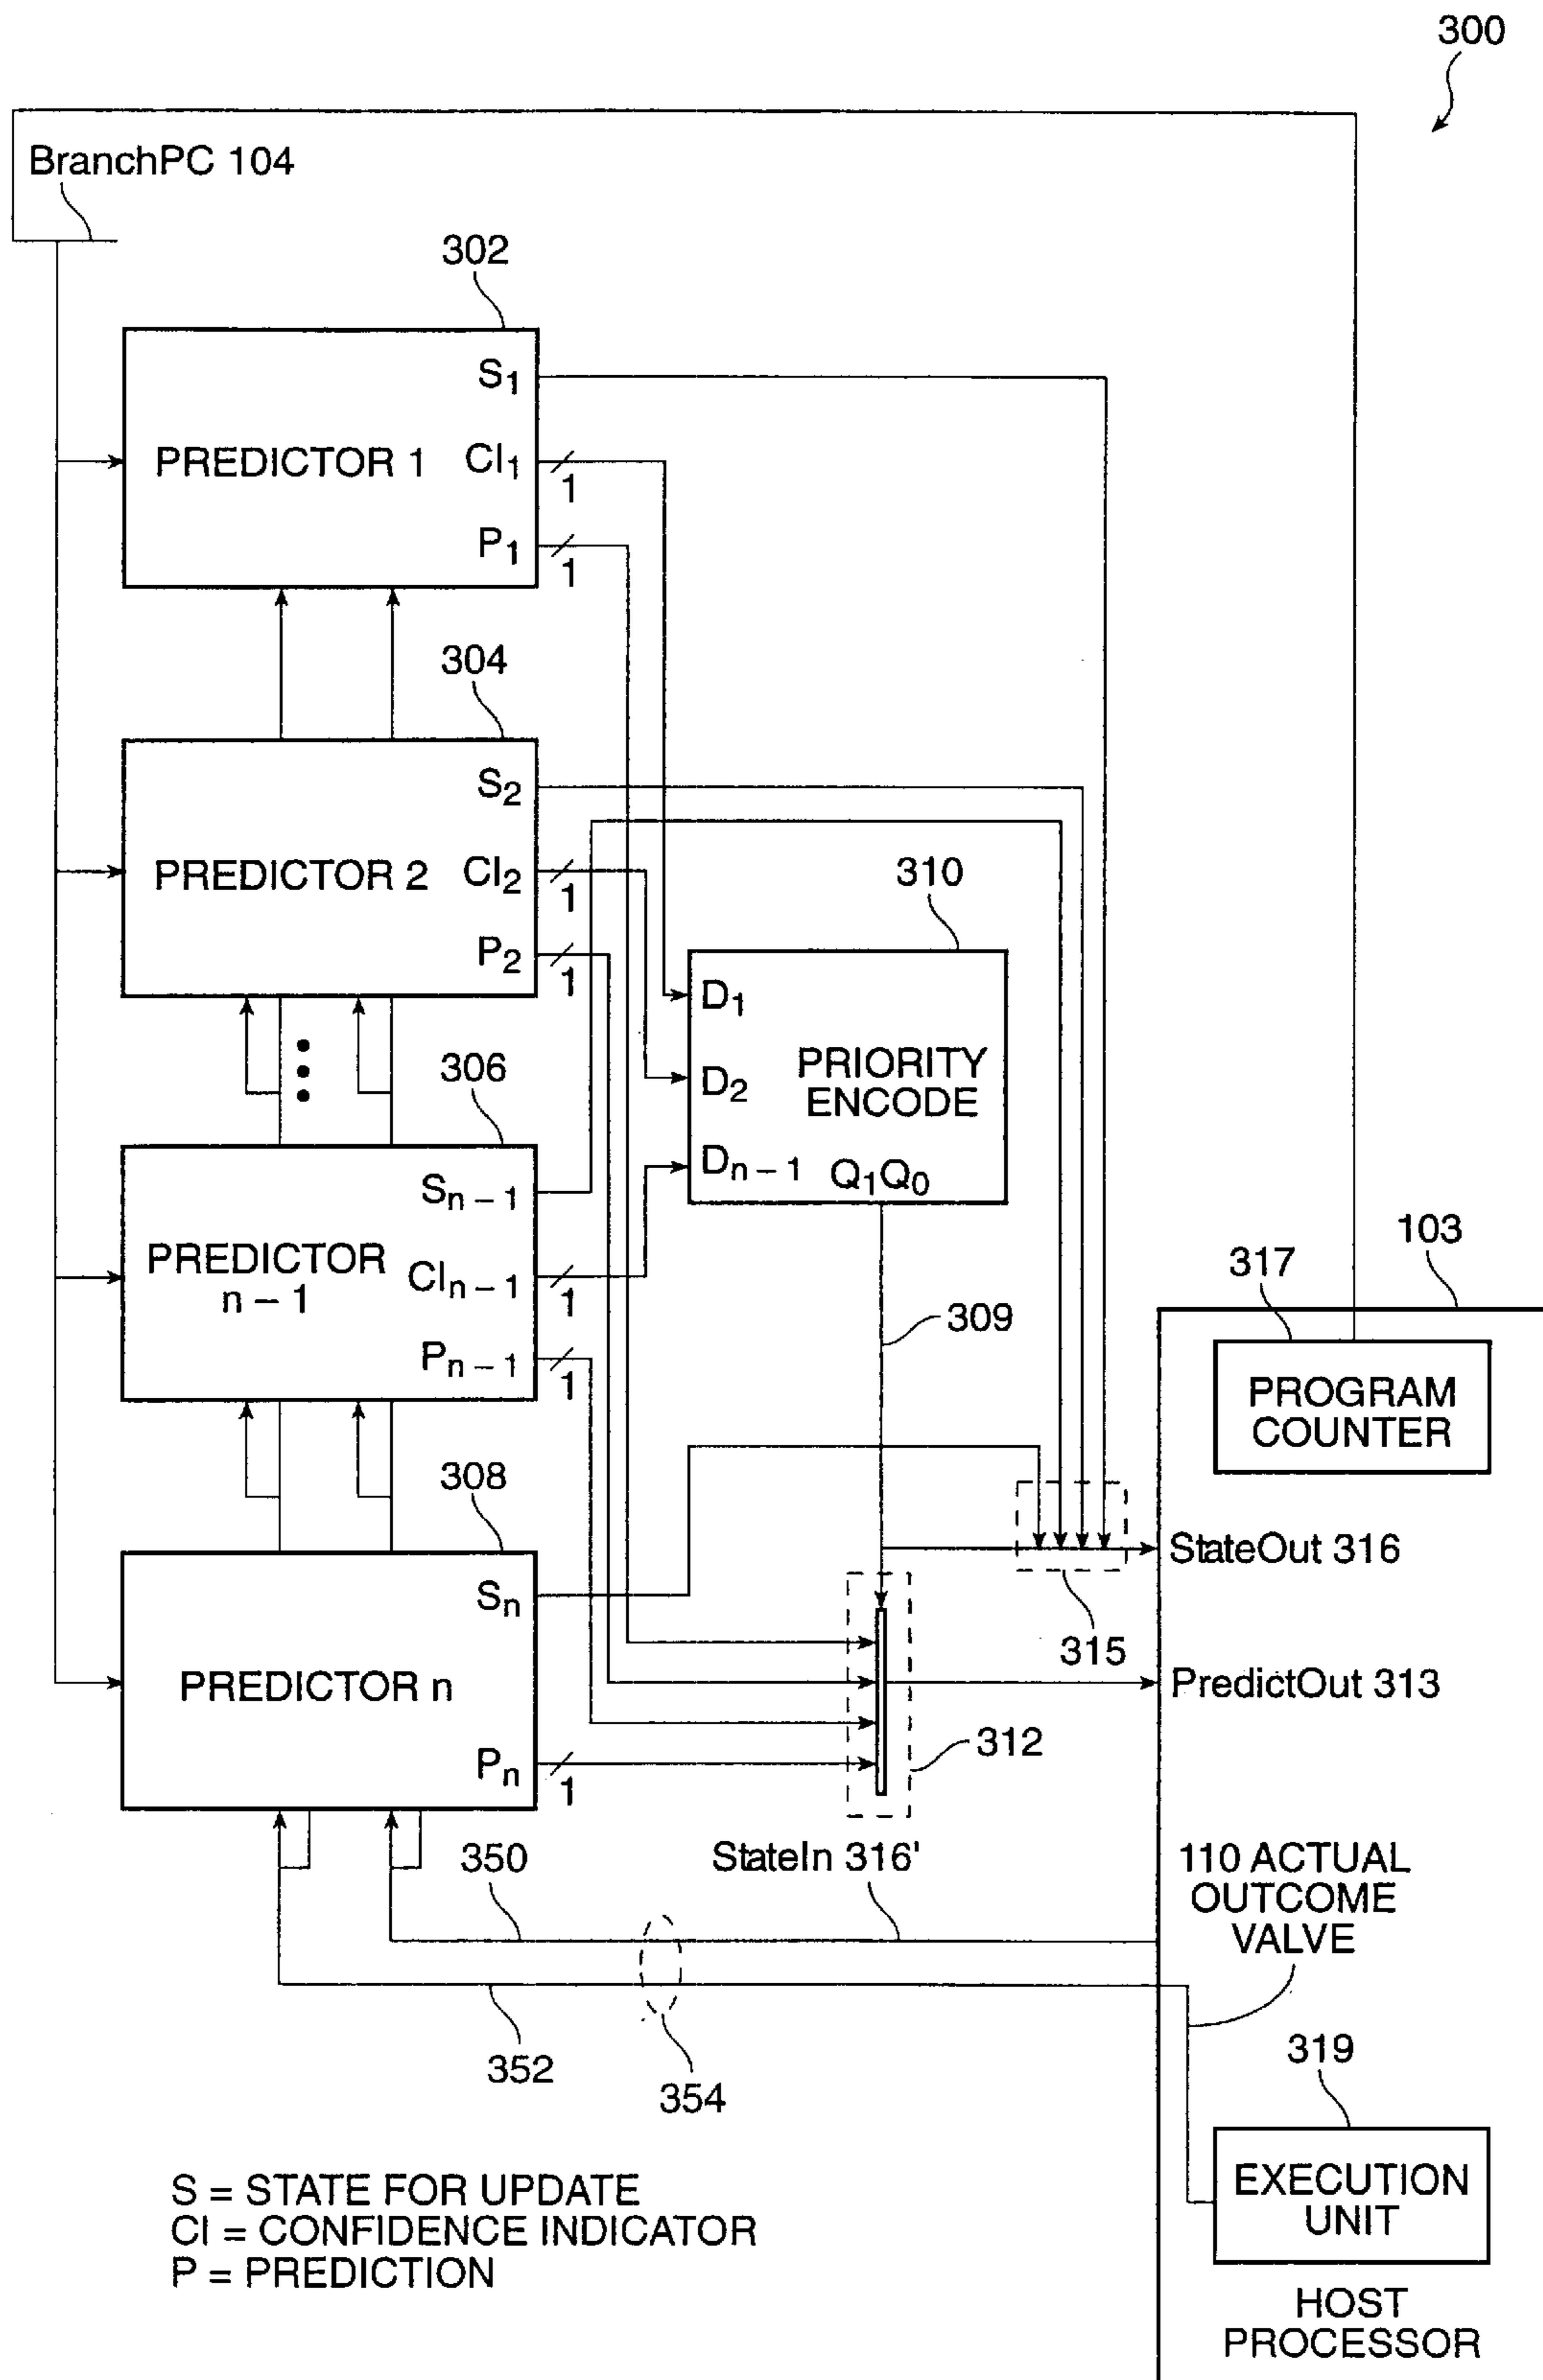 300
BranchPC 104
302
S1
PREDICTOR 1
CI1
1
P1
1
304
S2
PREDICTOR 2
CI2
1
P2
1
310
D1
PRIORITY
ENCODE
D2
Dn – 1
Q1Q0
306
Sn – 1
PREDICTOR
n – 1
CIn – 1
1
Pn – 1
1
309
103
317
PROGRAM
COUNTER
308
Sn
PREDICTOR n
Pn
1
StateOut 316
315
PredictOut 313
312
350
StateIn 316'
110 ACTUAL
OUTCOME
VALVE
352
354
319
EXECUTION
UNIT
HOST
PROCESSOR
S = STATE FOR UPDATE
CI = CONFIDENCE INDICATOR
P = PREDICTION